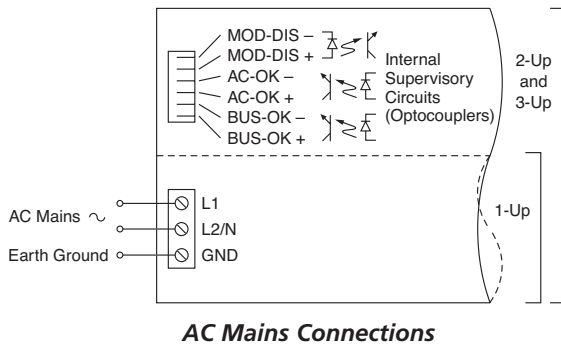 MOD-DIS –
MOD-DIS +
AC-OK –
AC-OK +
BUS-OK –
BUS-OK +
Internal
Supervisory
Circuits
(Optocouplers)
2-Up
and
3-Up
1-Up
AC Mains ∼
Earth Ground
L1
L2/N
GND
AC Mains Connections